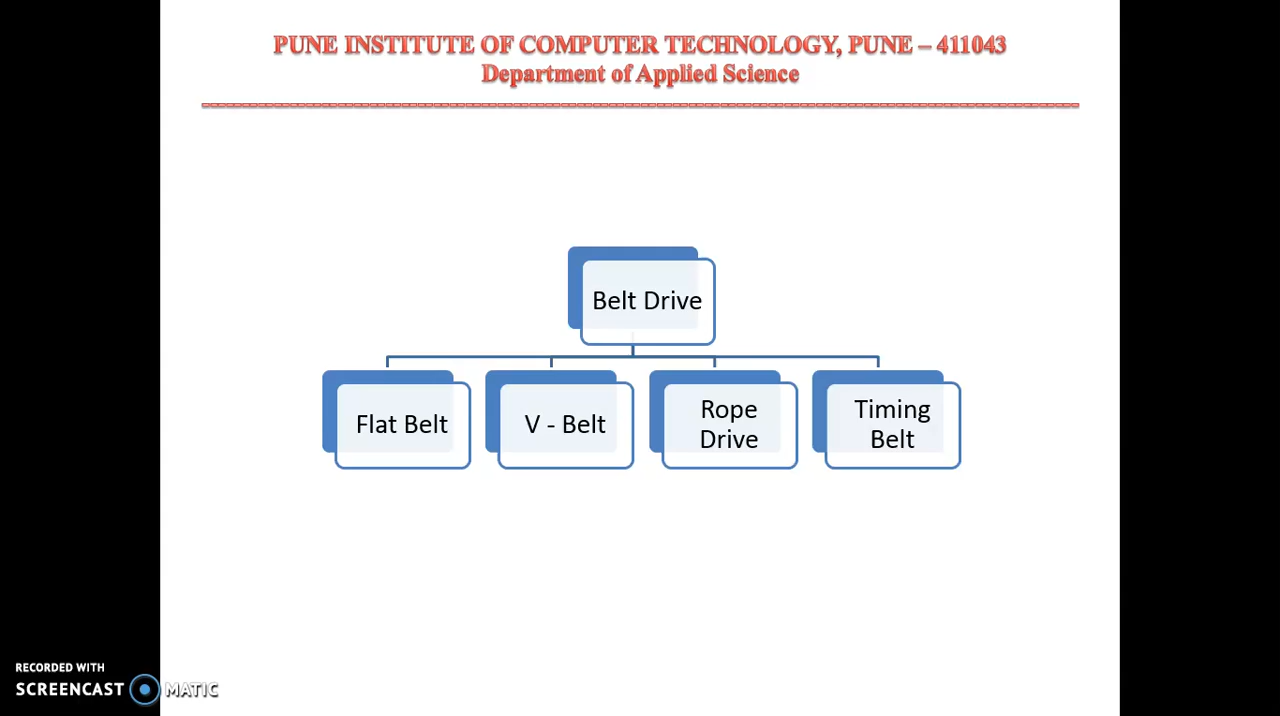 PUNE INSTITUTE OF COMPUTER TECHNOLOGY, PUNE – 411043
Department of Applied Science
Belt Drive
Flat Belt
V - Belt
Rope
Drive
Timing
Belt
RECORDED WITH
SCREENCAST MATIC